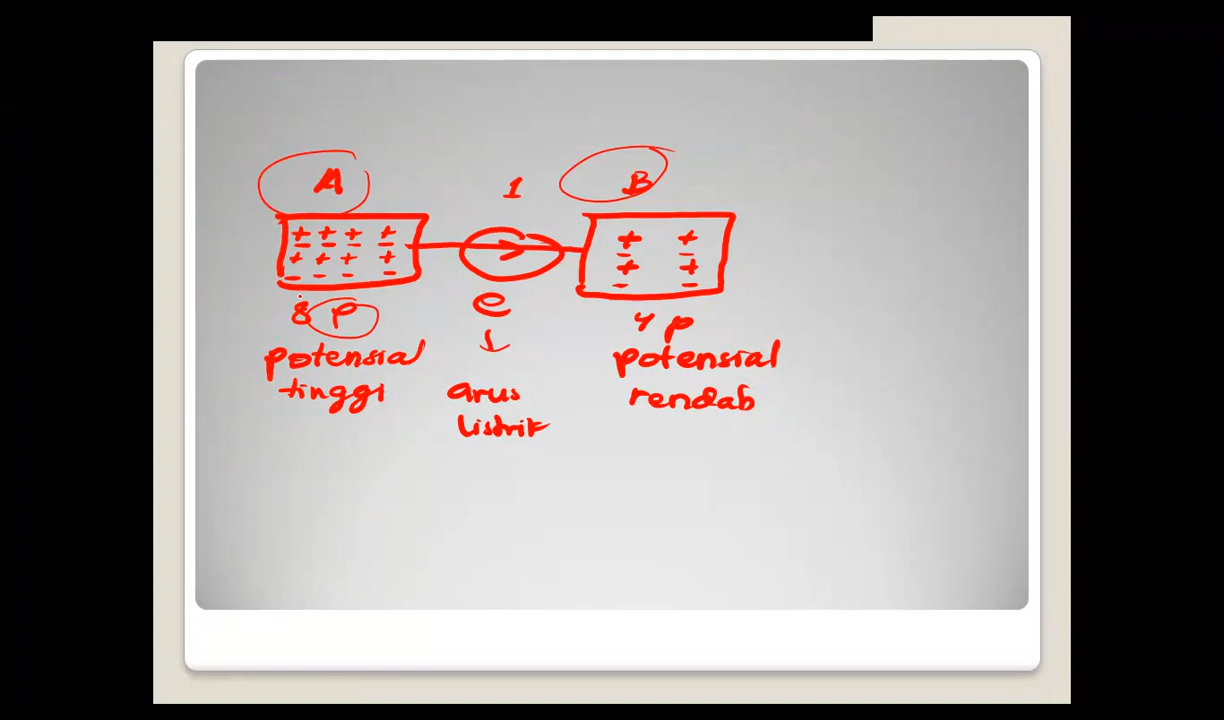 A 1 B
+ + + + + +
- - - - - -
+ + + + + +
- - - - - -
8 P e 4 P
potensial potensial
tinggi arus rendah
listrik